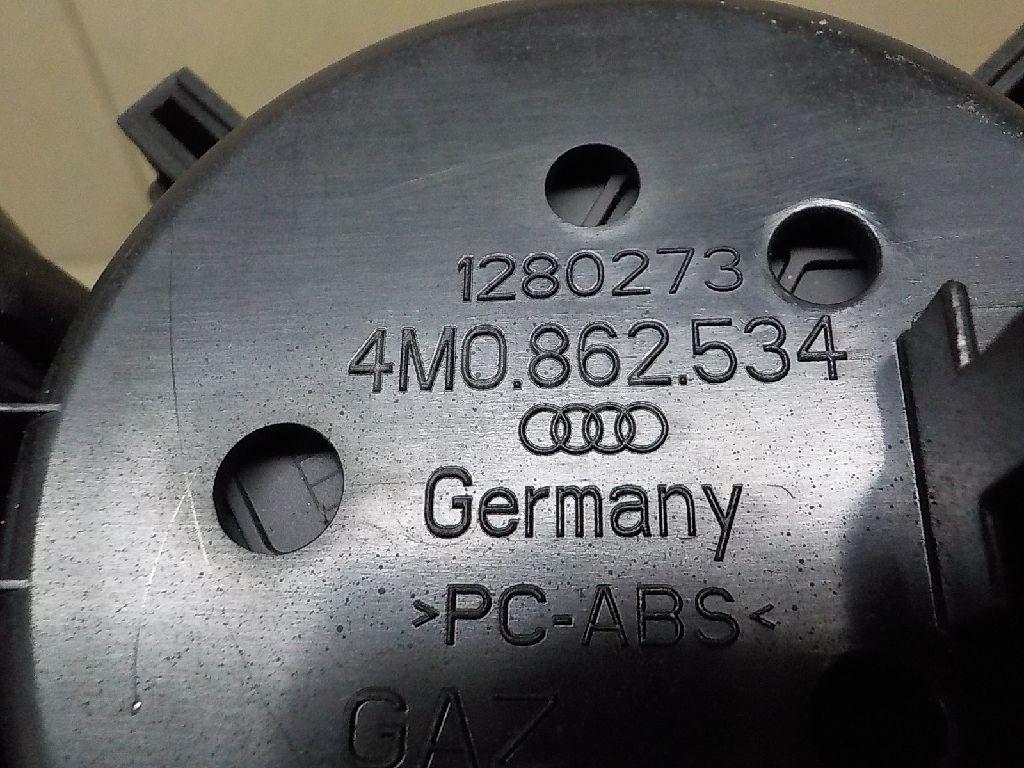 1280273
4M0.862.534
Germany
>PC-ABS<
GAZ